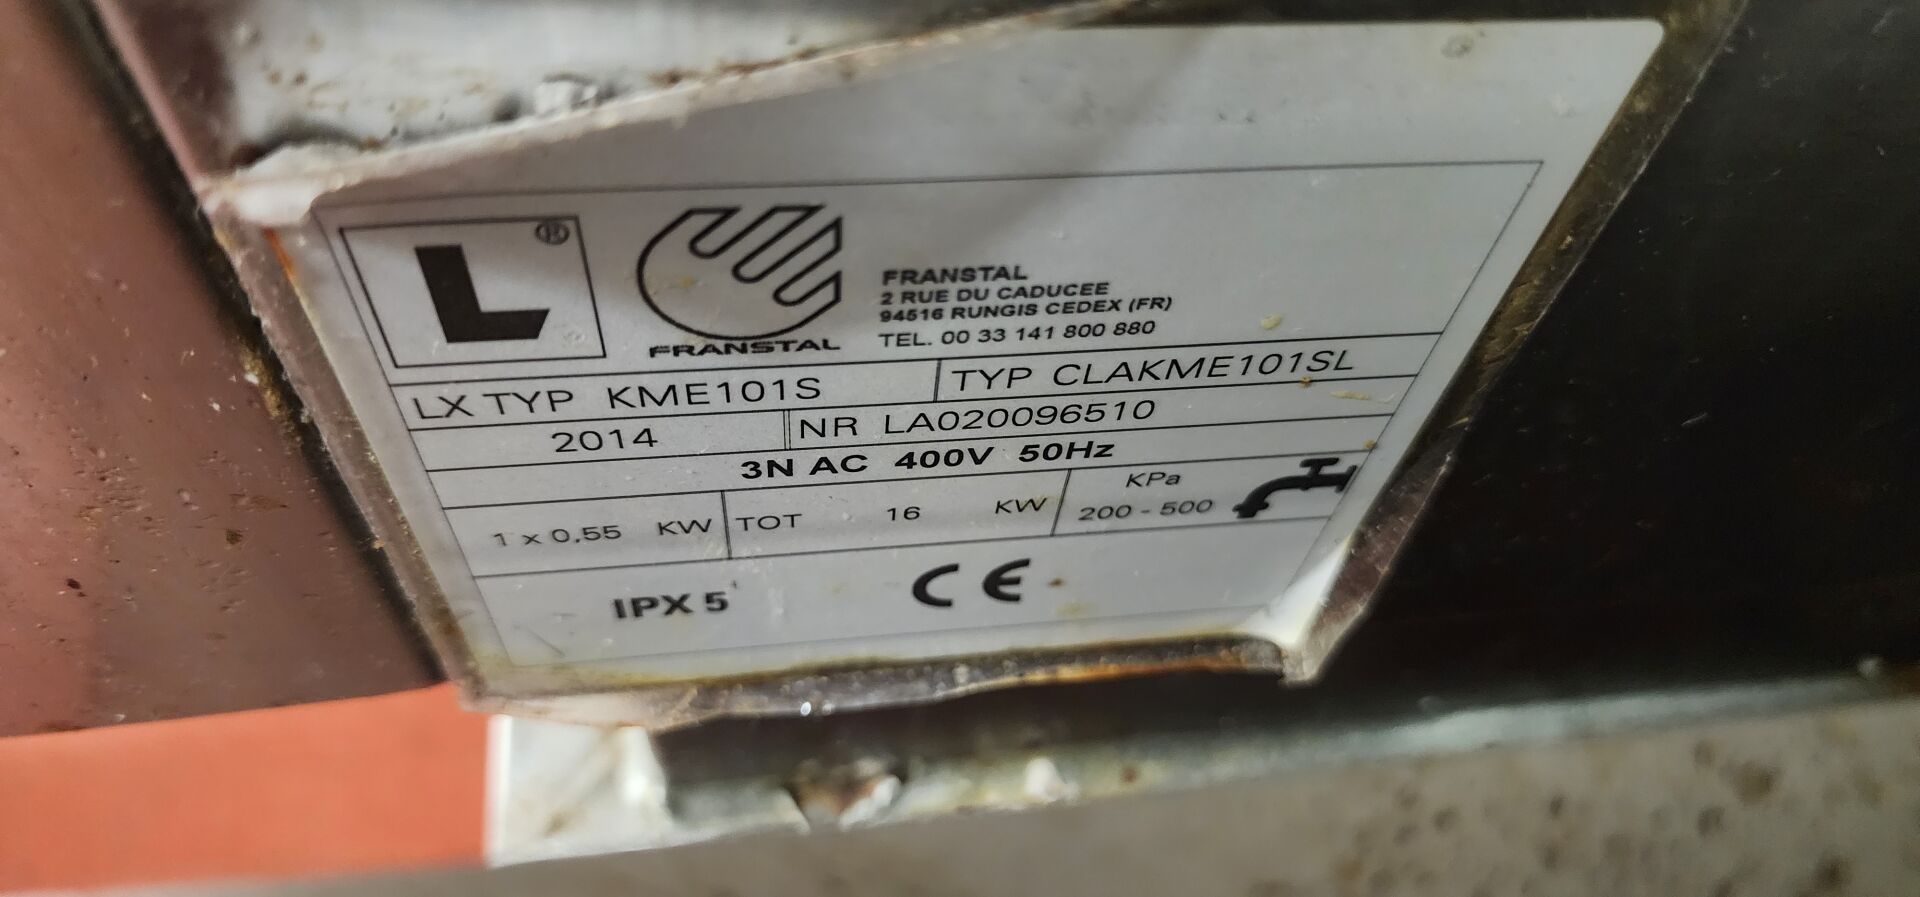 L ®
FRANSTAL
FRANSTAL
2 RUE DU CADUCEE
94516 RUNGIS CEDEX (FR)
TEL. 00 33 141 800 880
LX TYP KME101S TYP CLAKME101SL
2014 NR LA020096510
3N AC 400V 50Hz
1 x 0,55 KW TOT 16 KW KPa
200 - 500
IPX 5 CE